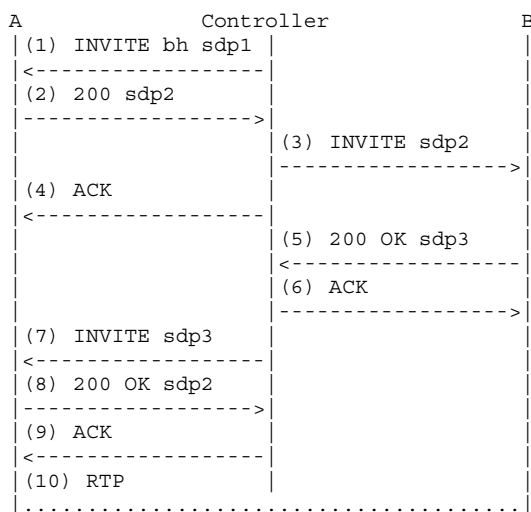 A Controller B
(1) INVITE bh sdp1
(2) 200 sdp2
(3) INVITE sdp2
(4) ACK
(5) 200 OK sdp3
(6) ACK
(7) INVITE sdp3
(8) 200 OK sdp2
(9) ACK
(10) RTP